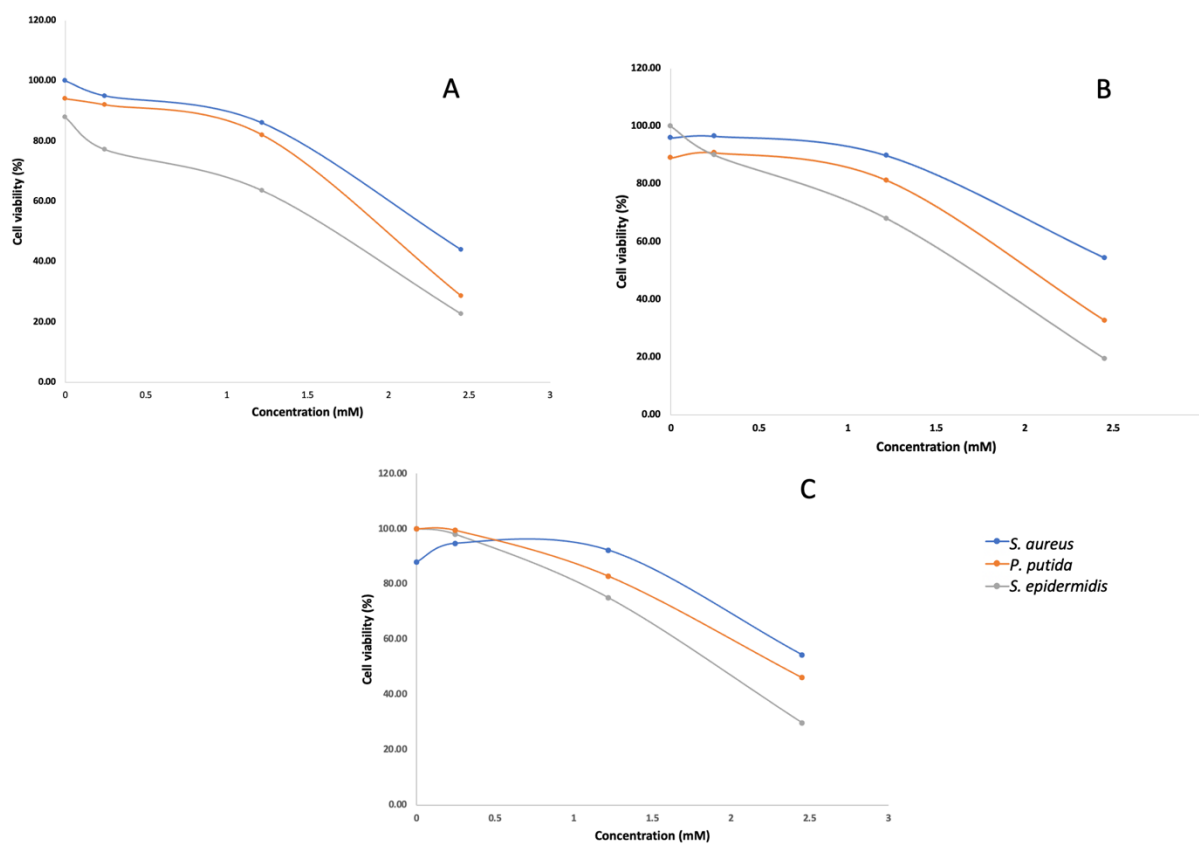 A
120.00
100.00
80.00
60.00
40.00
20.00
0.00
Cell viability (%)
0 0.5 1 1.5 2 2.5 3
Concentration (mM)
B
120.00
100.00
80.00
60.00
40.00
20.00
0.00
Cell viability (%)
0 0.5 1 1.5 2 2.5
Concentration (mM)
C
120.00
100.00
80.00
60.00
40.00
20.00
0.00
Cell viability (%)
0 0.5 1 1.5 2 2.5 3
Concentration (mM)
S. aureus
P. putida
S. epidermidis